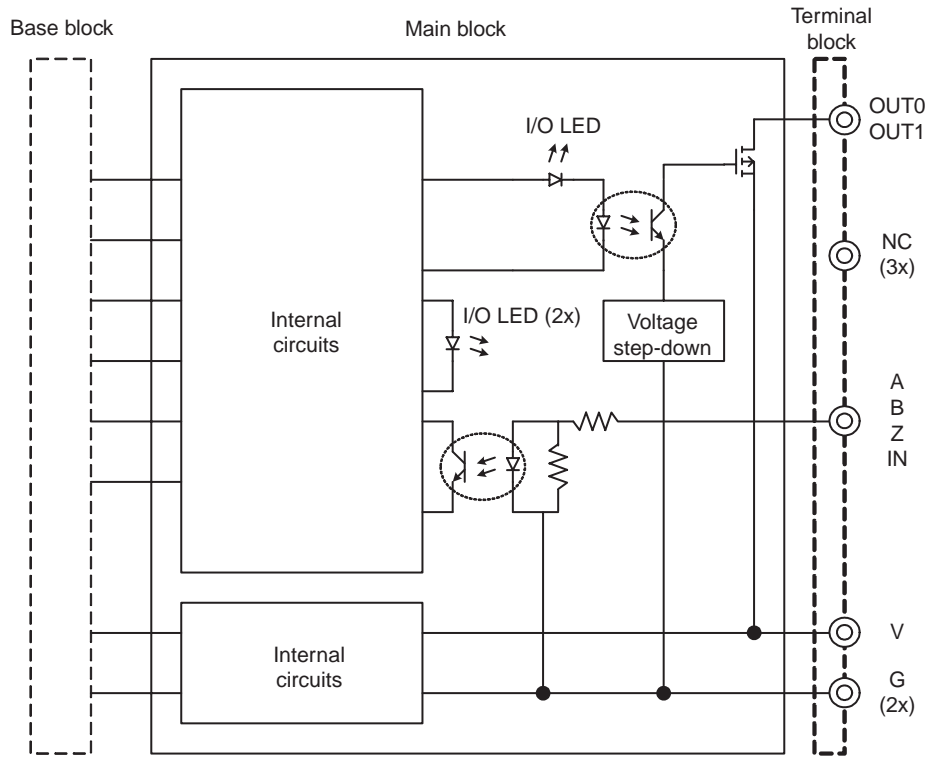 Base block
Main block
Terminal
block
I/O LED
OUT0
OUT1
NC
(3x)
Internal
circuits
I/O LED (2x)
Voltage
step-down
A
B
Z
IN
Internal
circuits
V
G
(2x)